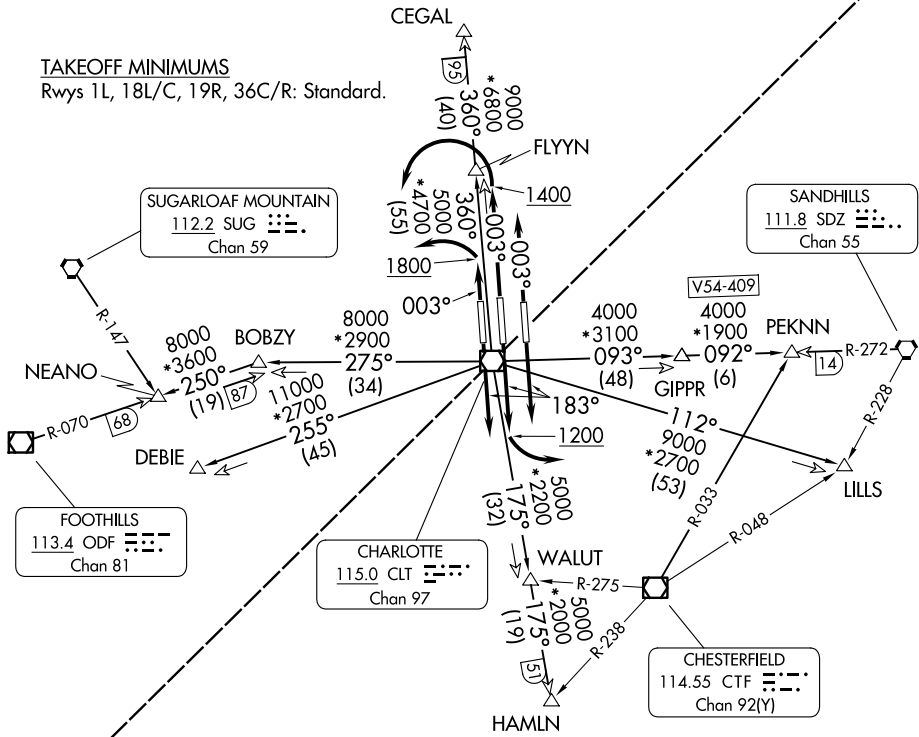 CEGAL
TAKEOFF MINIMUMS
Rwys 1L, 18L/C, 19R, 36C/R: Standard.
95
9000
*6800
360°
(40)
FLYYN
1400
5000
*4700
360°
(55)
003°
003°
1800
003°
SUGARLOAF MOUNTAIN
112.2 SUG
Chan 59
SANDHILLS
111.8 SDZ
Chan 55
R-147
V54-409
NEANO
8000
*3600
250°
(19)
BOBZY
87
8000
*2900
275°
(34)
4000
*3100
093°
(48)
GIPPR
4000
*1900
092°
(6)
PEKNN
14
R-272
R-228
R-070
68
DEBIE
11000
*2700
255°
(45)
183°
1200
112°
9000
*2700
(53)
LILLS
FOOTHILLS
113.4 ODF
Chan 81
CHARLOTTE
115.0 CLT
Chan 97
5000
*2200
175°
(32)
WALUT
R-033
R-048
R-275
R-238
5000
*2000
175°
(19)
51
HAMLN
CHESTERFIELD
114.55 CTF
Chan 92(Y)